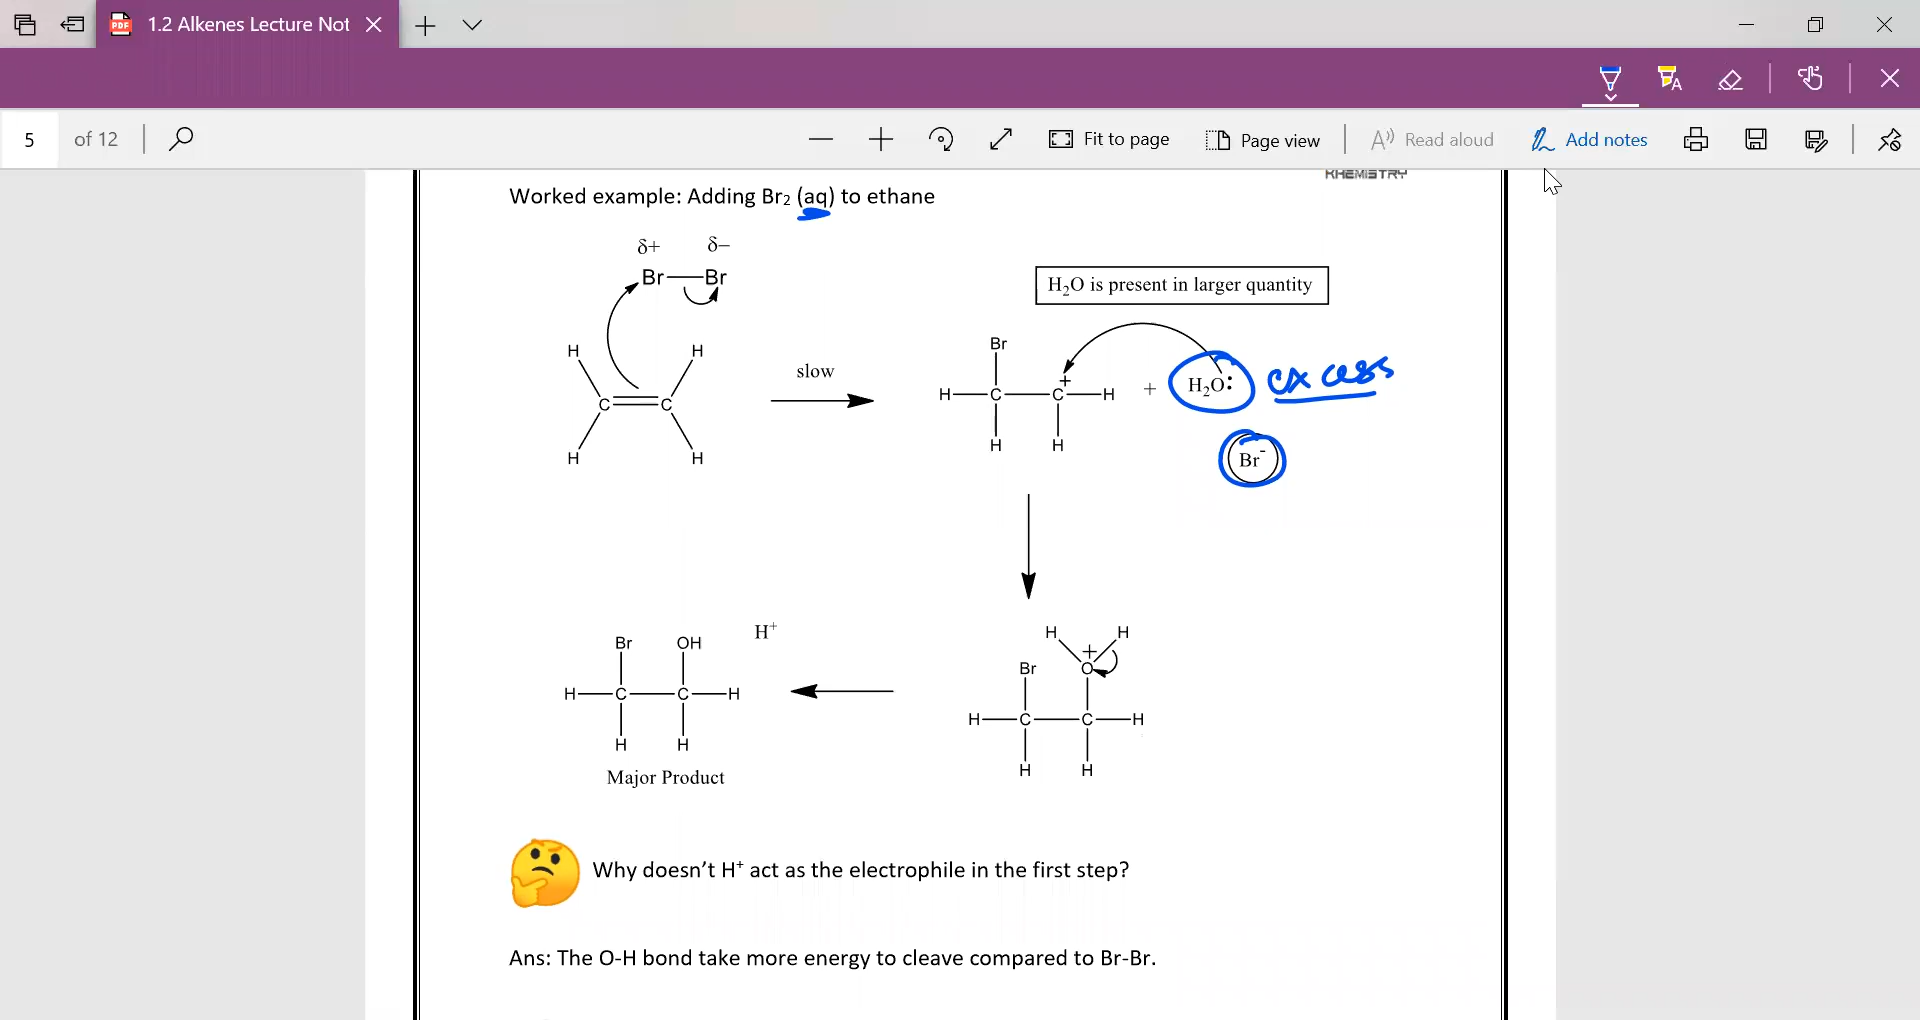 1.2 Alkenes Lecture Not
5 of 12
Fit to page
Page view
Read aloud
Add notes
KHEMISTRY
Worked example: Adding Br₂ (aq) to ethane
δ+ δ−
Br Br
H₂O is present in larger quantity
H H
Br
slow
C C
H C C + H
+ H₂O:
excess
H H
H H
Br⁻
H H
Br OH H⁺
Br O +
H C C H
H C C H
H H
H H
Major Product
Why doesn’t H⁺ act as the electrophile in the first step?
Ans: The O-H bond take more energy to cleave compared to Br-Br.